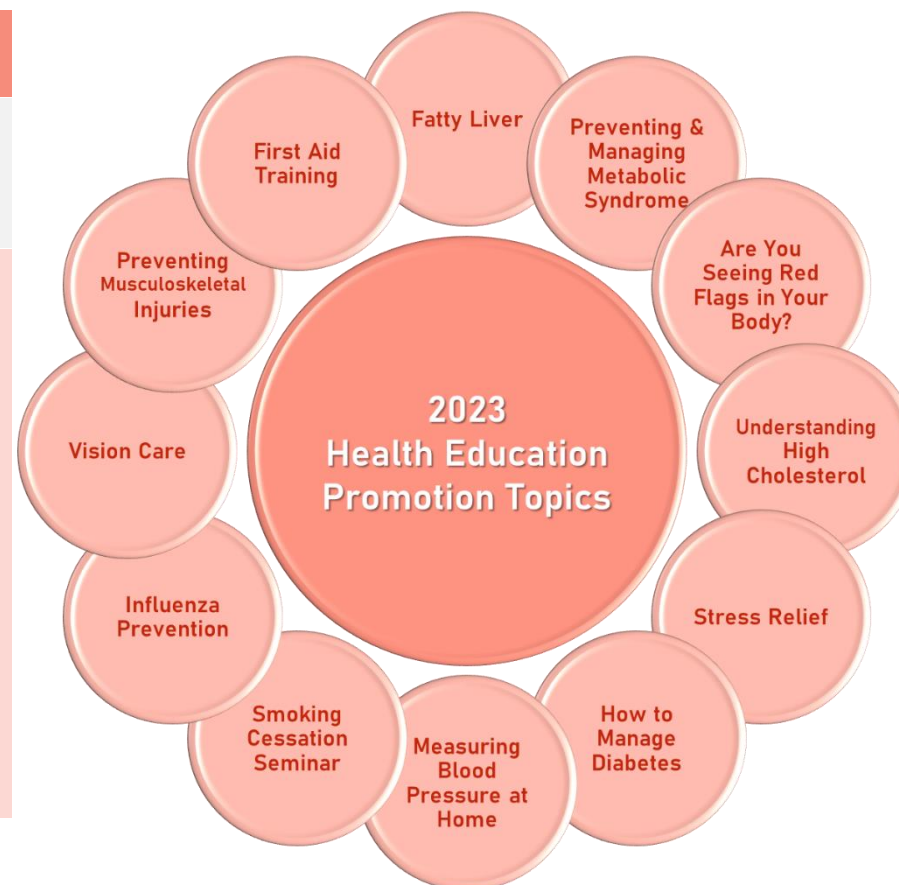 2023
Health Education
Promotion Topics
Fatty Liver
Preventing &
Managing
Metabolic
Syndrome
Are You
Seeing Red
Flags in Your
Body?
Understanding
High
Cholesterol
Stress Relief
How to
Manage
Diabetes
Measuring
Blood
Pressure at
Home
Smoking
Cessation
Seminar
Influenza
Prevention
Vision Care
Preventing
Musculoskeletal
Injuries
First Aid
Training